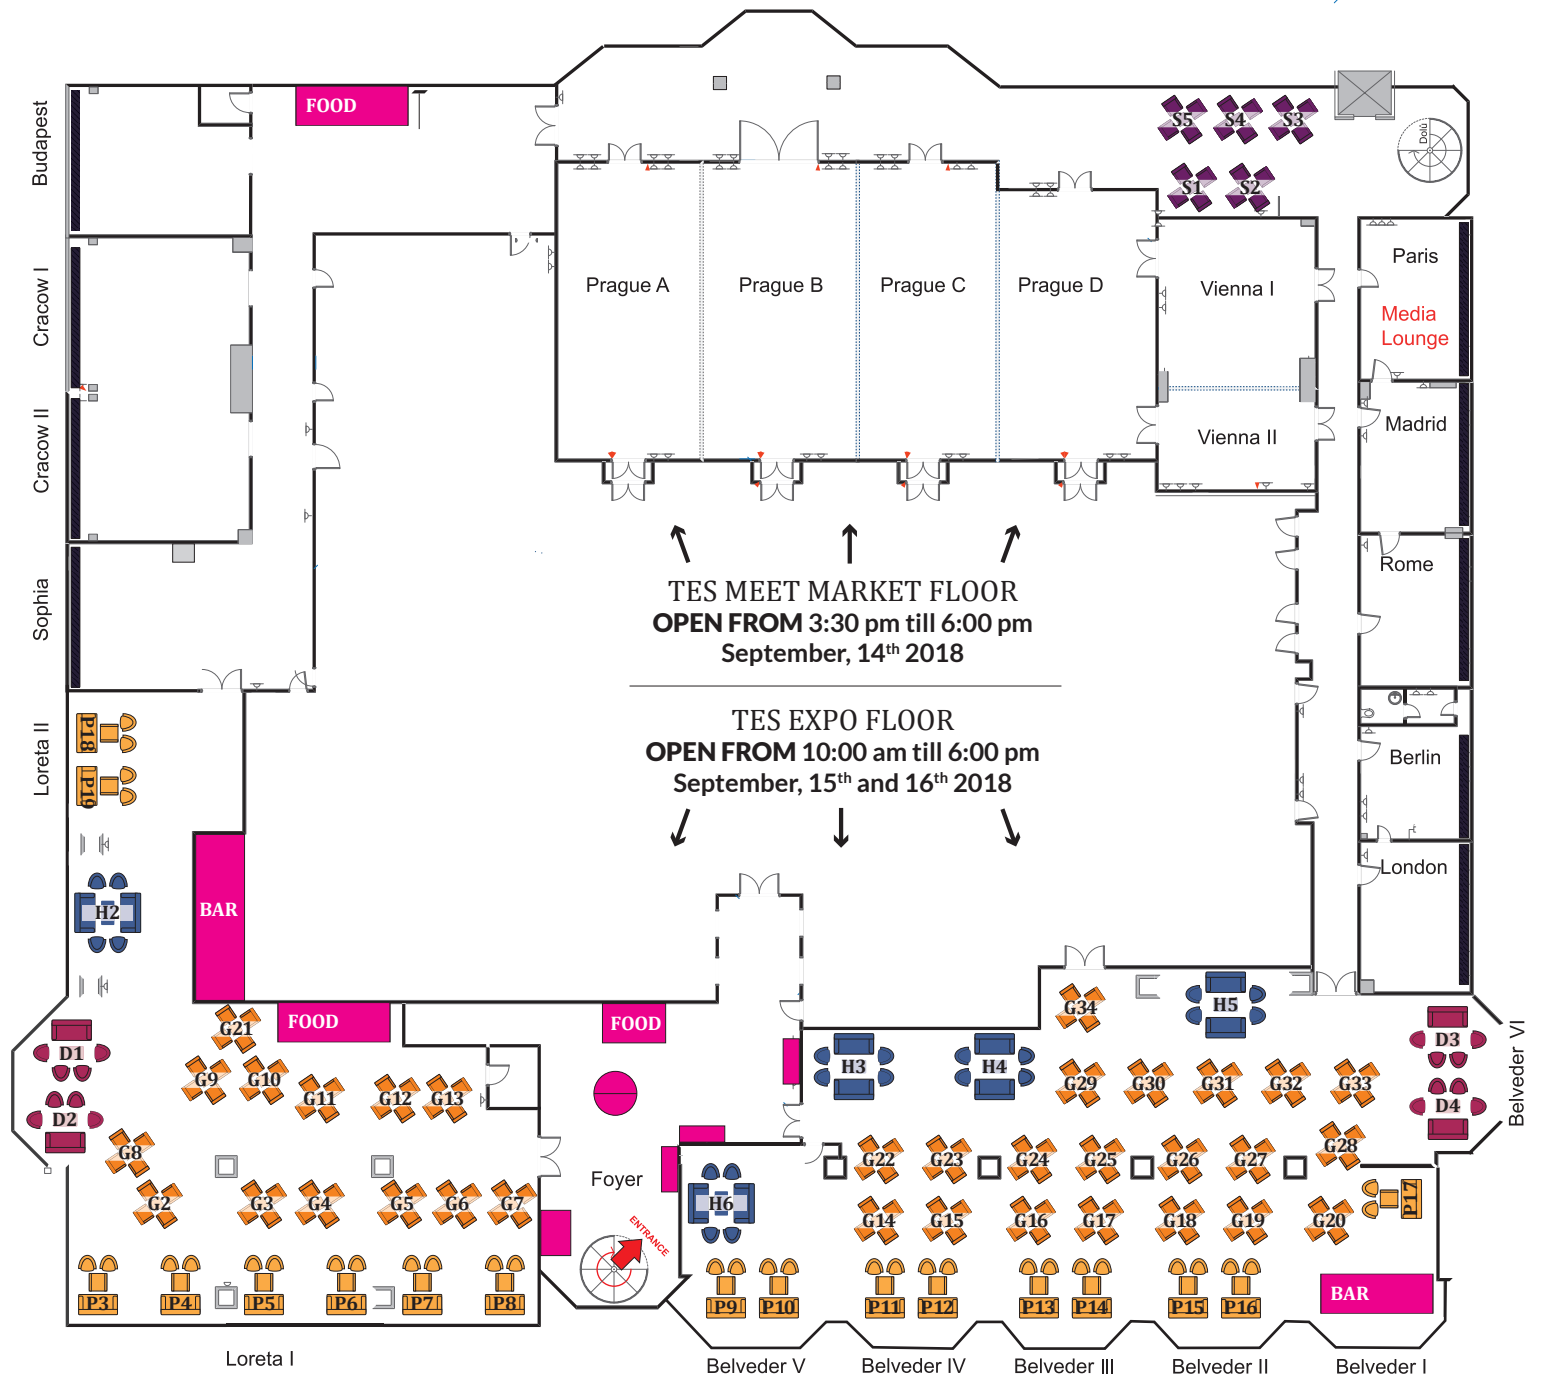 Budapest
FOOD
S5
S4
S3
Dolů
S1
S2
Cracow I
Prague A
Prague B
Prague C
Prague D
Vienna I
Paris
Media
Lounge
Cracow II
Vienna II
Madrid
Sophia
TES MEET MARKET FLOOR
OPEN FROM 3:30 pm till 6:00 pm
September, 14th 2018
Rome
Loreta II
P18
P19
TES EXPO FLOOR
OPEN FROM 10:00 am till 6:00 pm
September, 15th and 16th 2018
Berlin
London
H2
BAR
G21
FOOD
FOOD
G34
H5
D1
G9
G10
G11
G12
G13
H3
H4
G29
G30
G31
G32
G33
D3
D2
D4
Belveder VI
G8
G22
G23
G24
G25
G26
G27
G28
G2
G3
G4
G5
G6
G7
Foyer
H6
P17
G14
G15
G16
G17
G18
G19
G20
ENTRANCE
P3
P4
P5
P6
P7
P8
P9
P10
P11
P12
P13
P14
P15
P16
BAR
Loreta I
Belveder V
Belveder IV
Belveder III
Belveder II
Belveder I